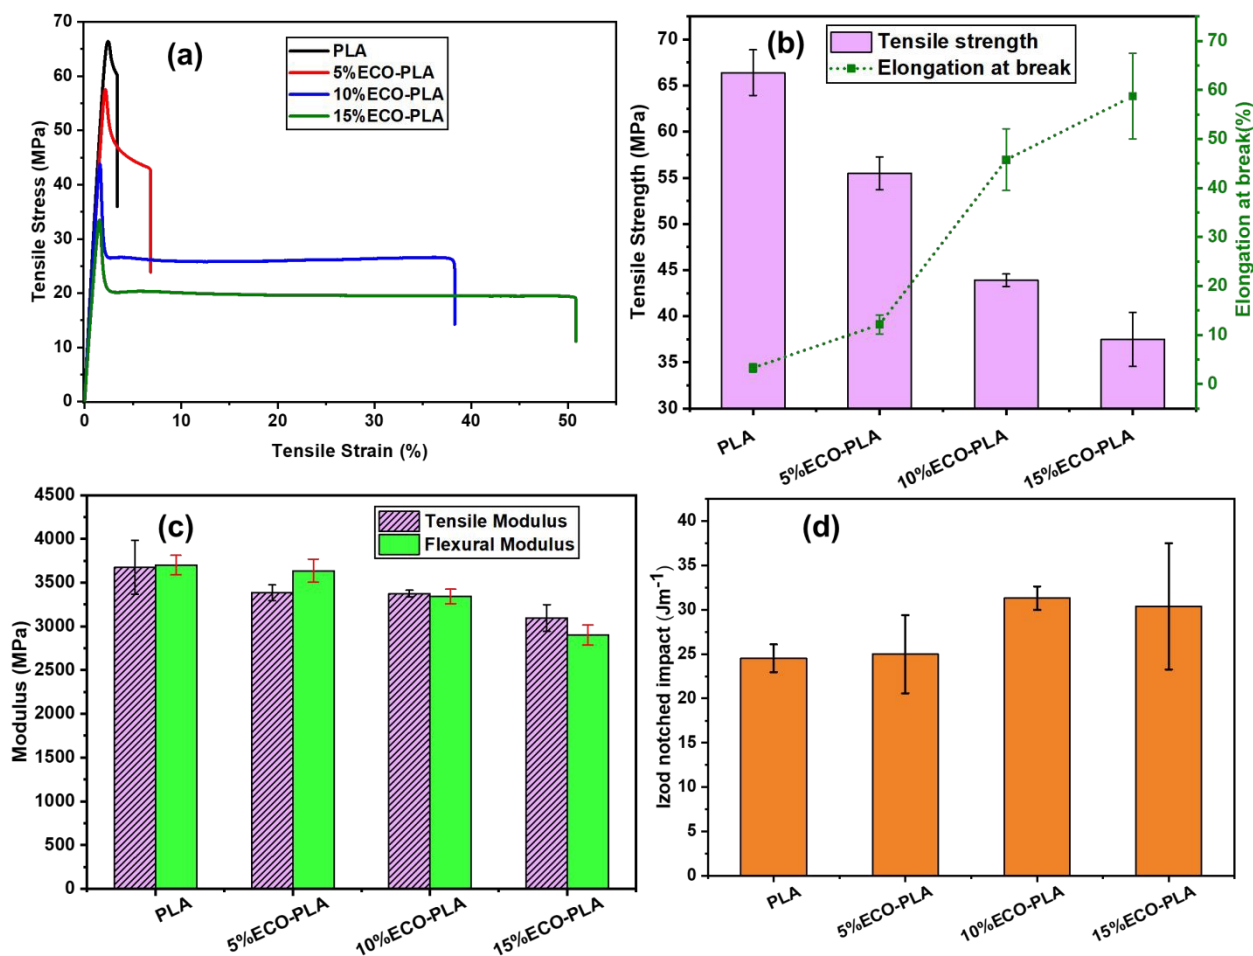 (a)
PLA
5%ECO-PLA
10%ECO-PLA
15%ECO-PLA
70
60
50
40
30
20
10
0
0 10 20 30 40 50
Tensile Stress (MPa)
Tensile Strain (%)
(b)
Tensile strength
Elongation at break
70
65
60
55
50
45
40
35
30
Tensile Strength (MPa)
70
60
50
40
30
20
10
0
Elongation at break(%)
PLA 5%ECO-PLA 10%ECO-PLA 15%ECO-PLA
(c)
Tensile Modulus
Flexural Modulus
4500
4000
3500
3000
2500
2000
1500
1000
500
0
Modulus (MPa)
PLA 5%ECO-PLA 10%ECO-PLA 15%ECO-PLA
(d)
40
35
30
25
20
15
10
5
0
Izod notched impact (Jm⁻¹)
PLA 5%ECO-PLA 10%ECO-PLA 15%ECO-PLA